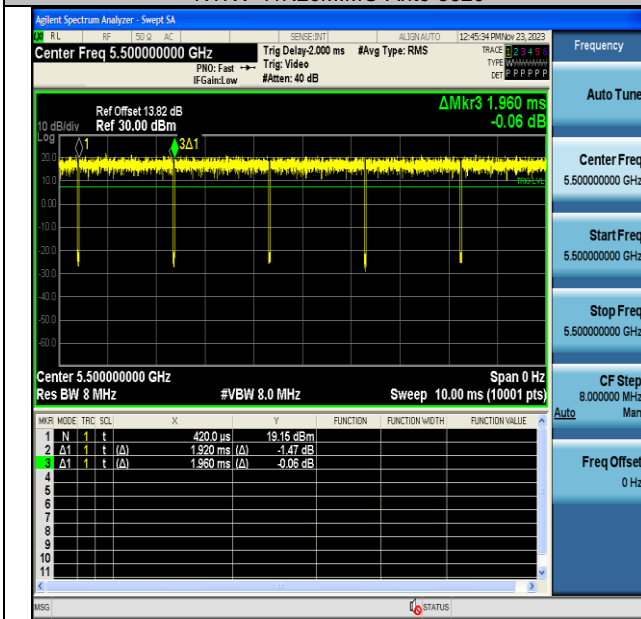 Agilent Spectrum Analyzer - Swept SA
RL RF 50 Ω AC SENSE:INT ALIGN AUTO 12:45:34 PM Nov 23, 2023
Center Freq 5.500000000 GHz
PNO: Fast
IFGain:Low
Trig Delay-2.000 ms
Trig: Video
#Atten: 40 dB
#Avg Type: RMS
TRACE 1 2 3 4 5 6
TYPE W
DET P P P P P P
Frequency
Auto Tune
Ref Offset 13.82 dB
10 dB/div Ref 30.00 dBm
Log
ΔMkr3 1.960 ms
-0.06 dB
1
3Δ1
20.0
10.0
0.00
-10.0
-20.0
-30.0
-40.0
-50.0
-60.0
TRIG LVL
Center 5.500000000 GHz Span 0 Hz
Res BW 8 MHz #VBW 8.0 MHz Sweep 10.00 ms (10001 pts)
MKR MODE TRC SCL X Y FUNCTION FUNCTION WIDTH FUNCTION VALUE
1 N 1 t 420.0 µs 19.15 dBm
2 Δ1 1 t (Δ) 1.920 ms (Δ) -1.47 dB
3 Δ1 1 t (Δ) 1.960 ms (Δ) -0.06 dB
4
5
6
7
8
9
10
11
Center Freq
5.500000000 GHz
Start Freq
5.500000000 GHz
Stop Freq
5.500000000 GHz
CF Step
8.000000 MHz
Auto Man
Freq Offset
0 Hz
MSG STATUS